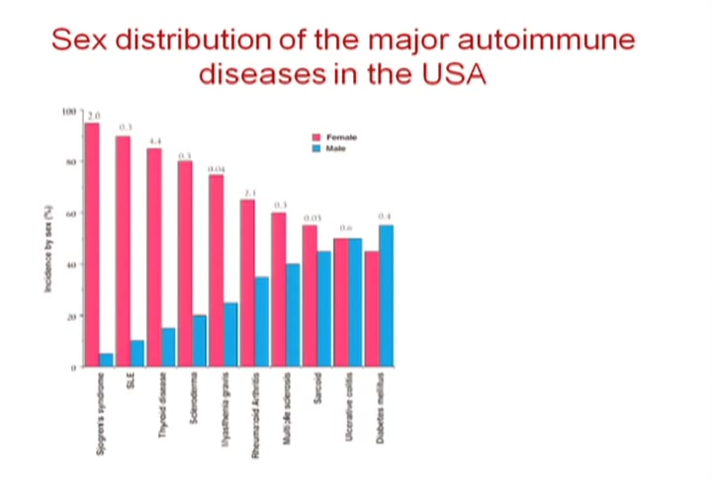 Sex distribution of the major autoimmune
diseases in the USA
100
80
60
40
20
0
Incidence by sex (%)
2.0
0.3
4.4
0.3
0.04
2.1
0.3
0.03
0.6
0.4
Female
Male
Sjogren's syndrome
SLE
Thyroid disease
Scleroderma
Myasthenia gravis
Rheumatoid Arthritis
Multiple sclerosis
Sarcoid
Ulcerative colitis
Diabetes mellitus